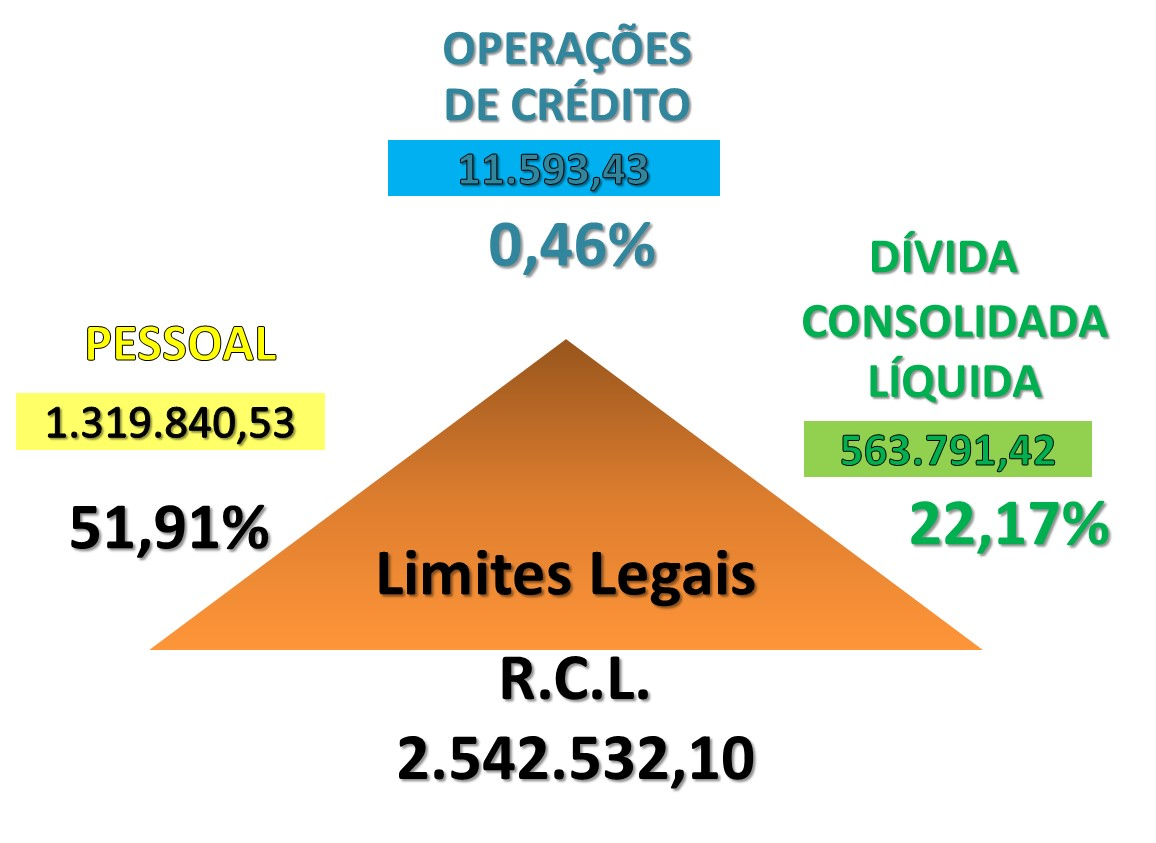 OPERAÇÕES
DE CRÉDITO
11.593,43
0,46%
DÍVIDA
CONSOLIDADA
LÍQUIDA
563.791,42
22,17%
PESSOAL
1.319.840,53
51,91%
Limites Legais
R.C.L.
2.542.532,10